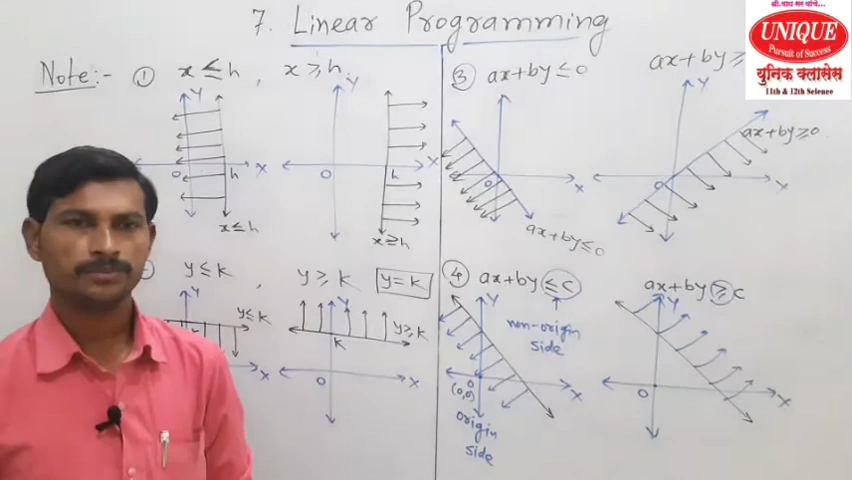 7. Linear Programming
Note:- ① x ≤ h , x ≥ h.
Y
O
h
X
x ≤ h
Y
O
h
X
x ≥ h
y ≤ k , y ≥ k y = k
Y
y ≤ k
X
Y
y ≥ k
k
O
X
③ ax + by ≤ 0
O
X
ax + by ≤ 0
ax + by ≥
Y
ax + by ≥ 0
O
X
④ ax + by ≤ c
Y
non-origin
side
O
(0,0)
X
origin
side
ax + by ≥ c
Y
O
X
UNIQUE
Pursuit of Success
युनिक क्लासेस
11th & 12th Science